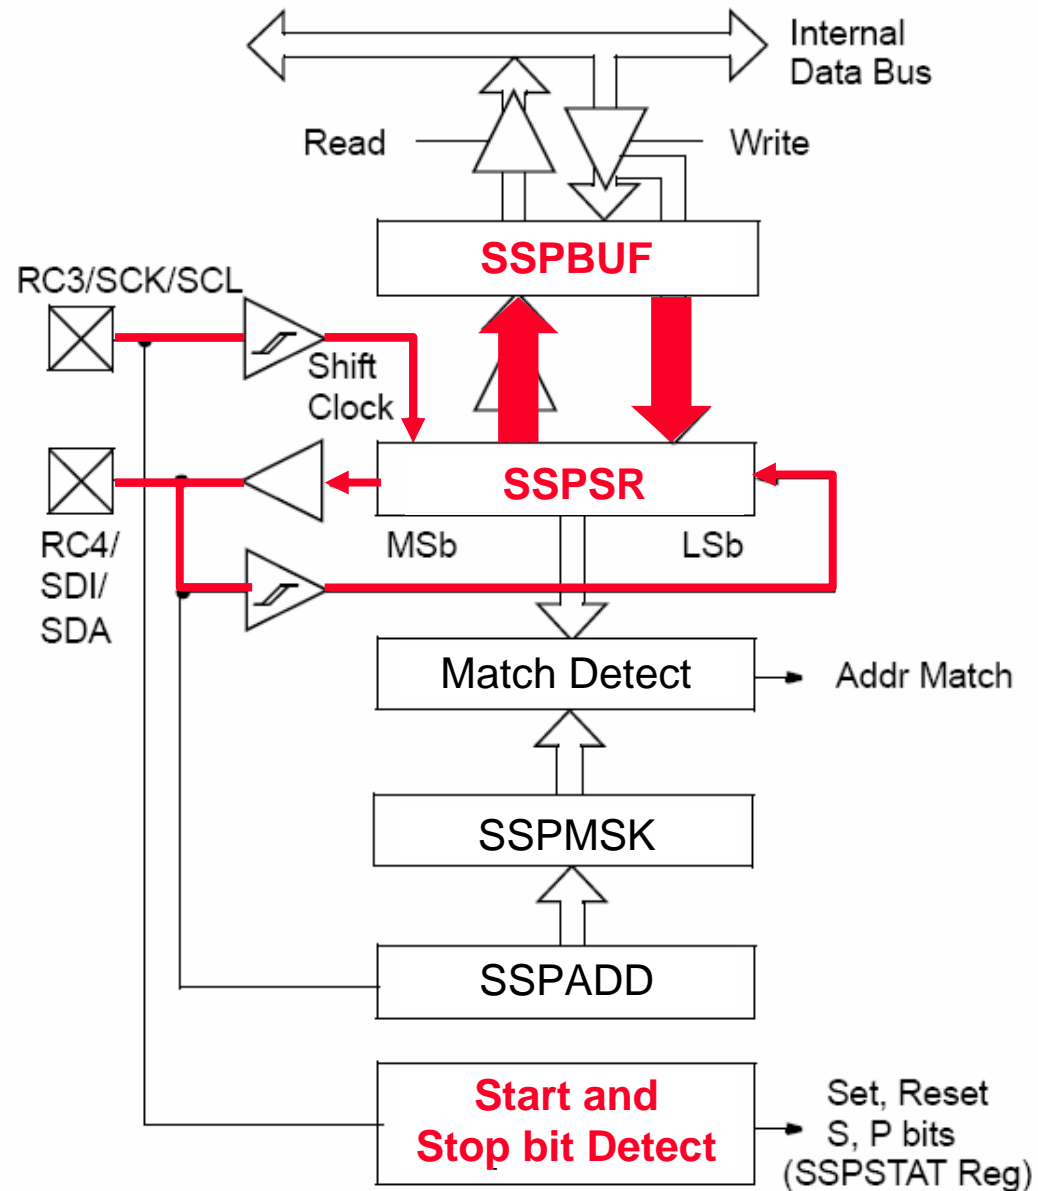 Internal
Data Bus
Read
Write
SSPBUF
RC3/SCK/SCL
Shift
Clock
SSPSR
MSb
LSb
RC4/
SDI/
SDA
Match Detect
Addr Match
SSPMSK
SSPADD
Start and
Stop bit Detect
Set, Reset
S, P bits
(SSPSTAT Reg)